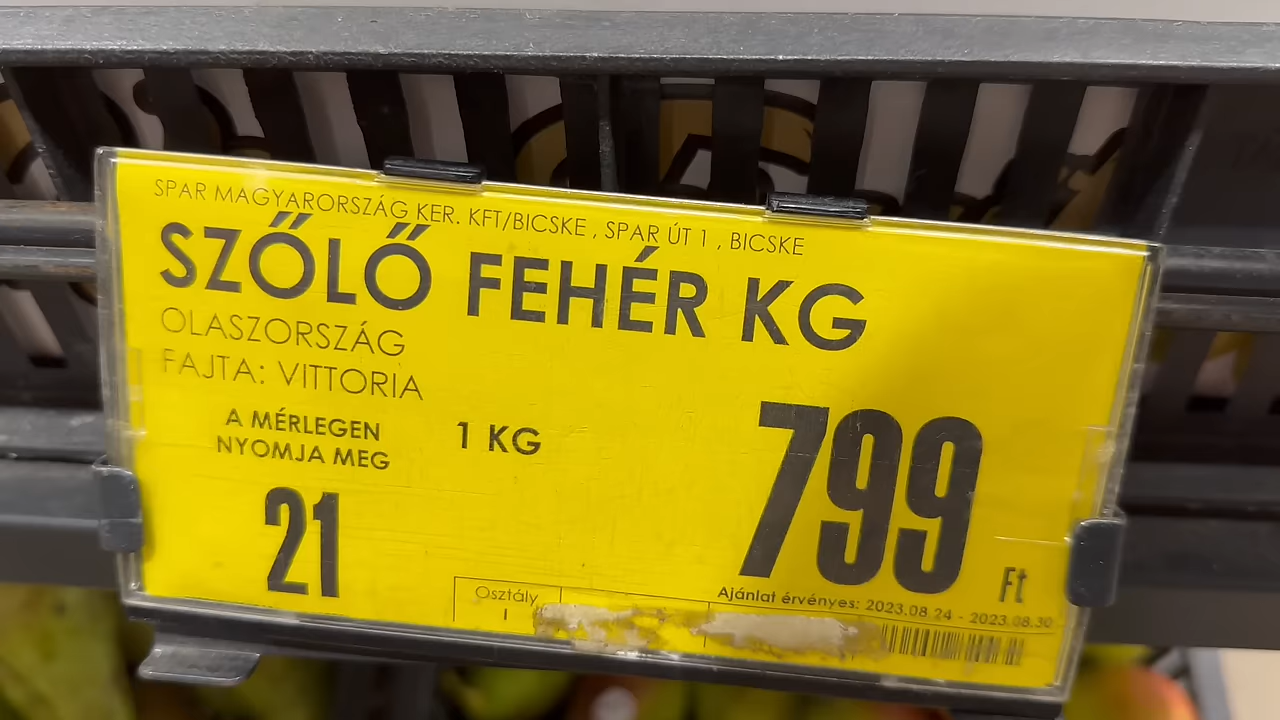 SPAR MAGYARORSZÁG KER. KFT/BICSKE , SPAR ÚT 1 , BICSKE
SZŐLŐ FEHÉR KG
OLASZORSZÁG
FAJTA: VITTORIA
A MÉRLEGEN
NYOMJA MEG
1 KG
21
799 Ft
Osztály
I
Ajánlat érvényes: 2023.08.24 - 2023.08.30